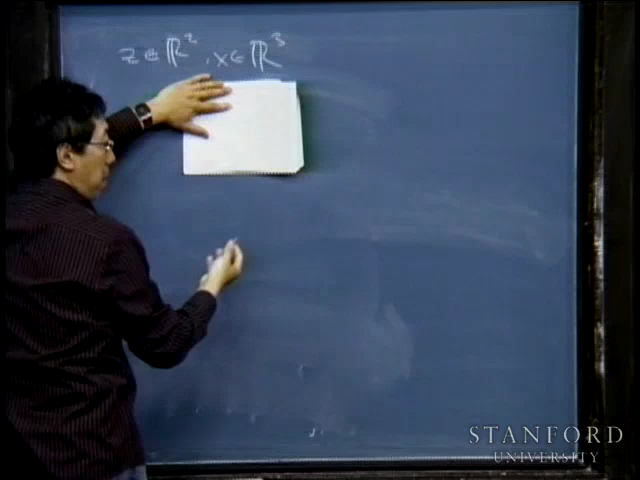 z ∈ ℝ², x ∈ ℝ³
STANFORD
UNIVERSITY